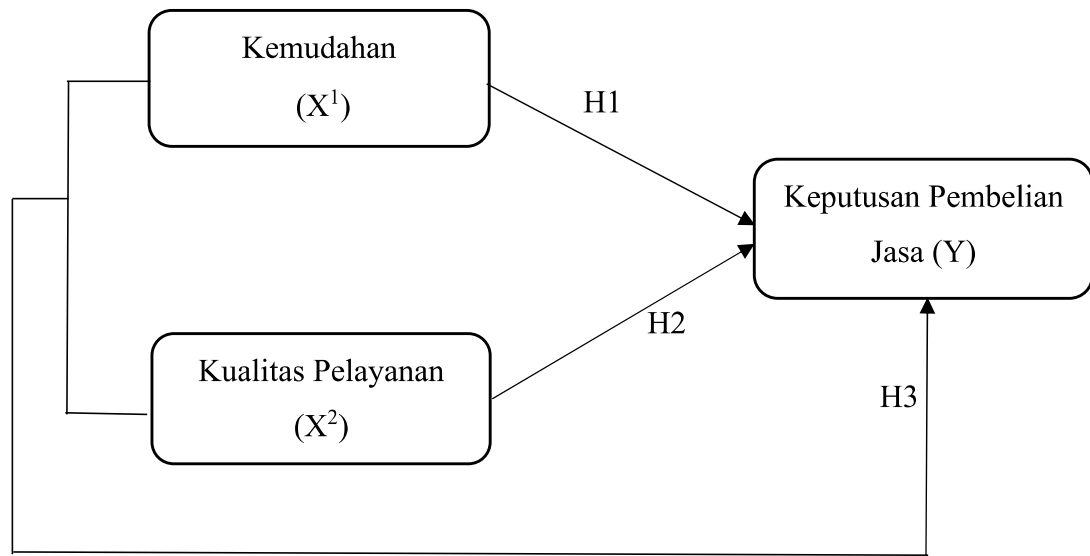 Kemudahan
(X¹)
H1
Keputusan Pembelian
Jasa (Y)
H2
Kualitas Pelayanan
(X²)
H3